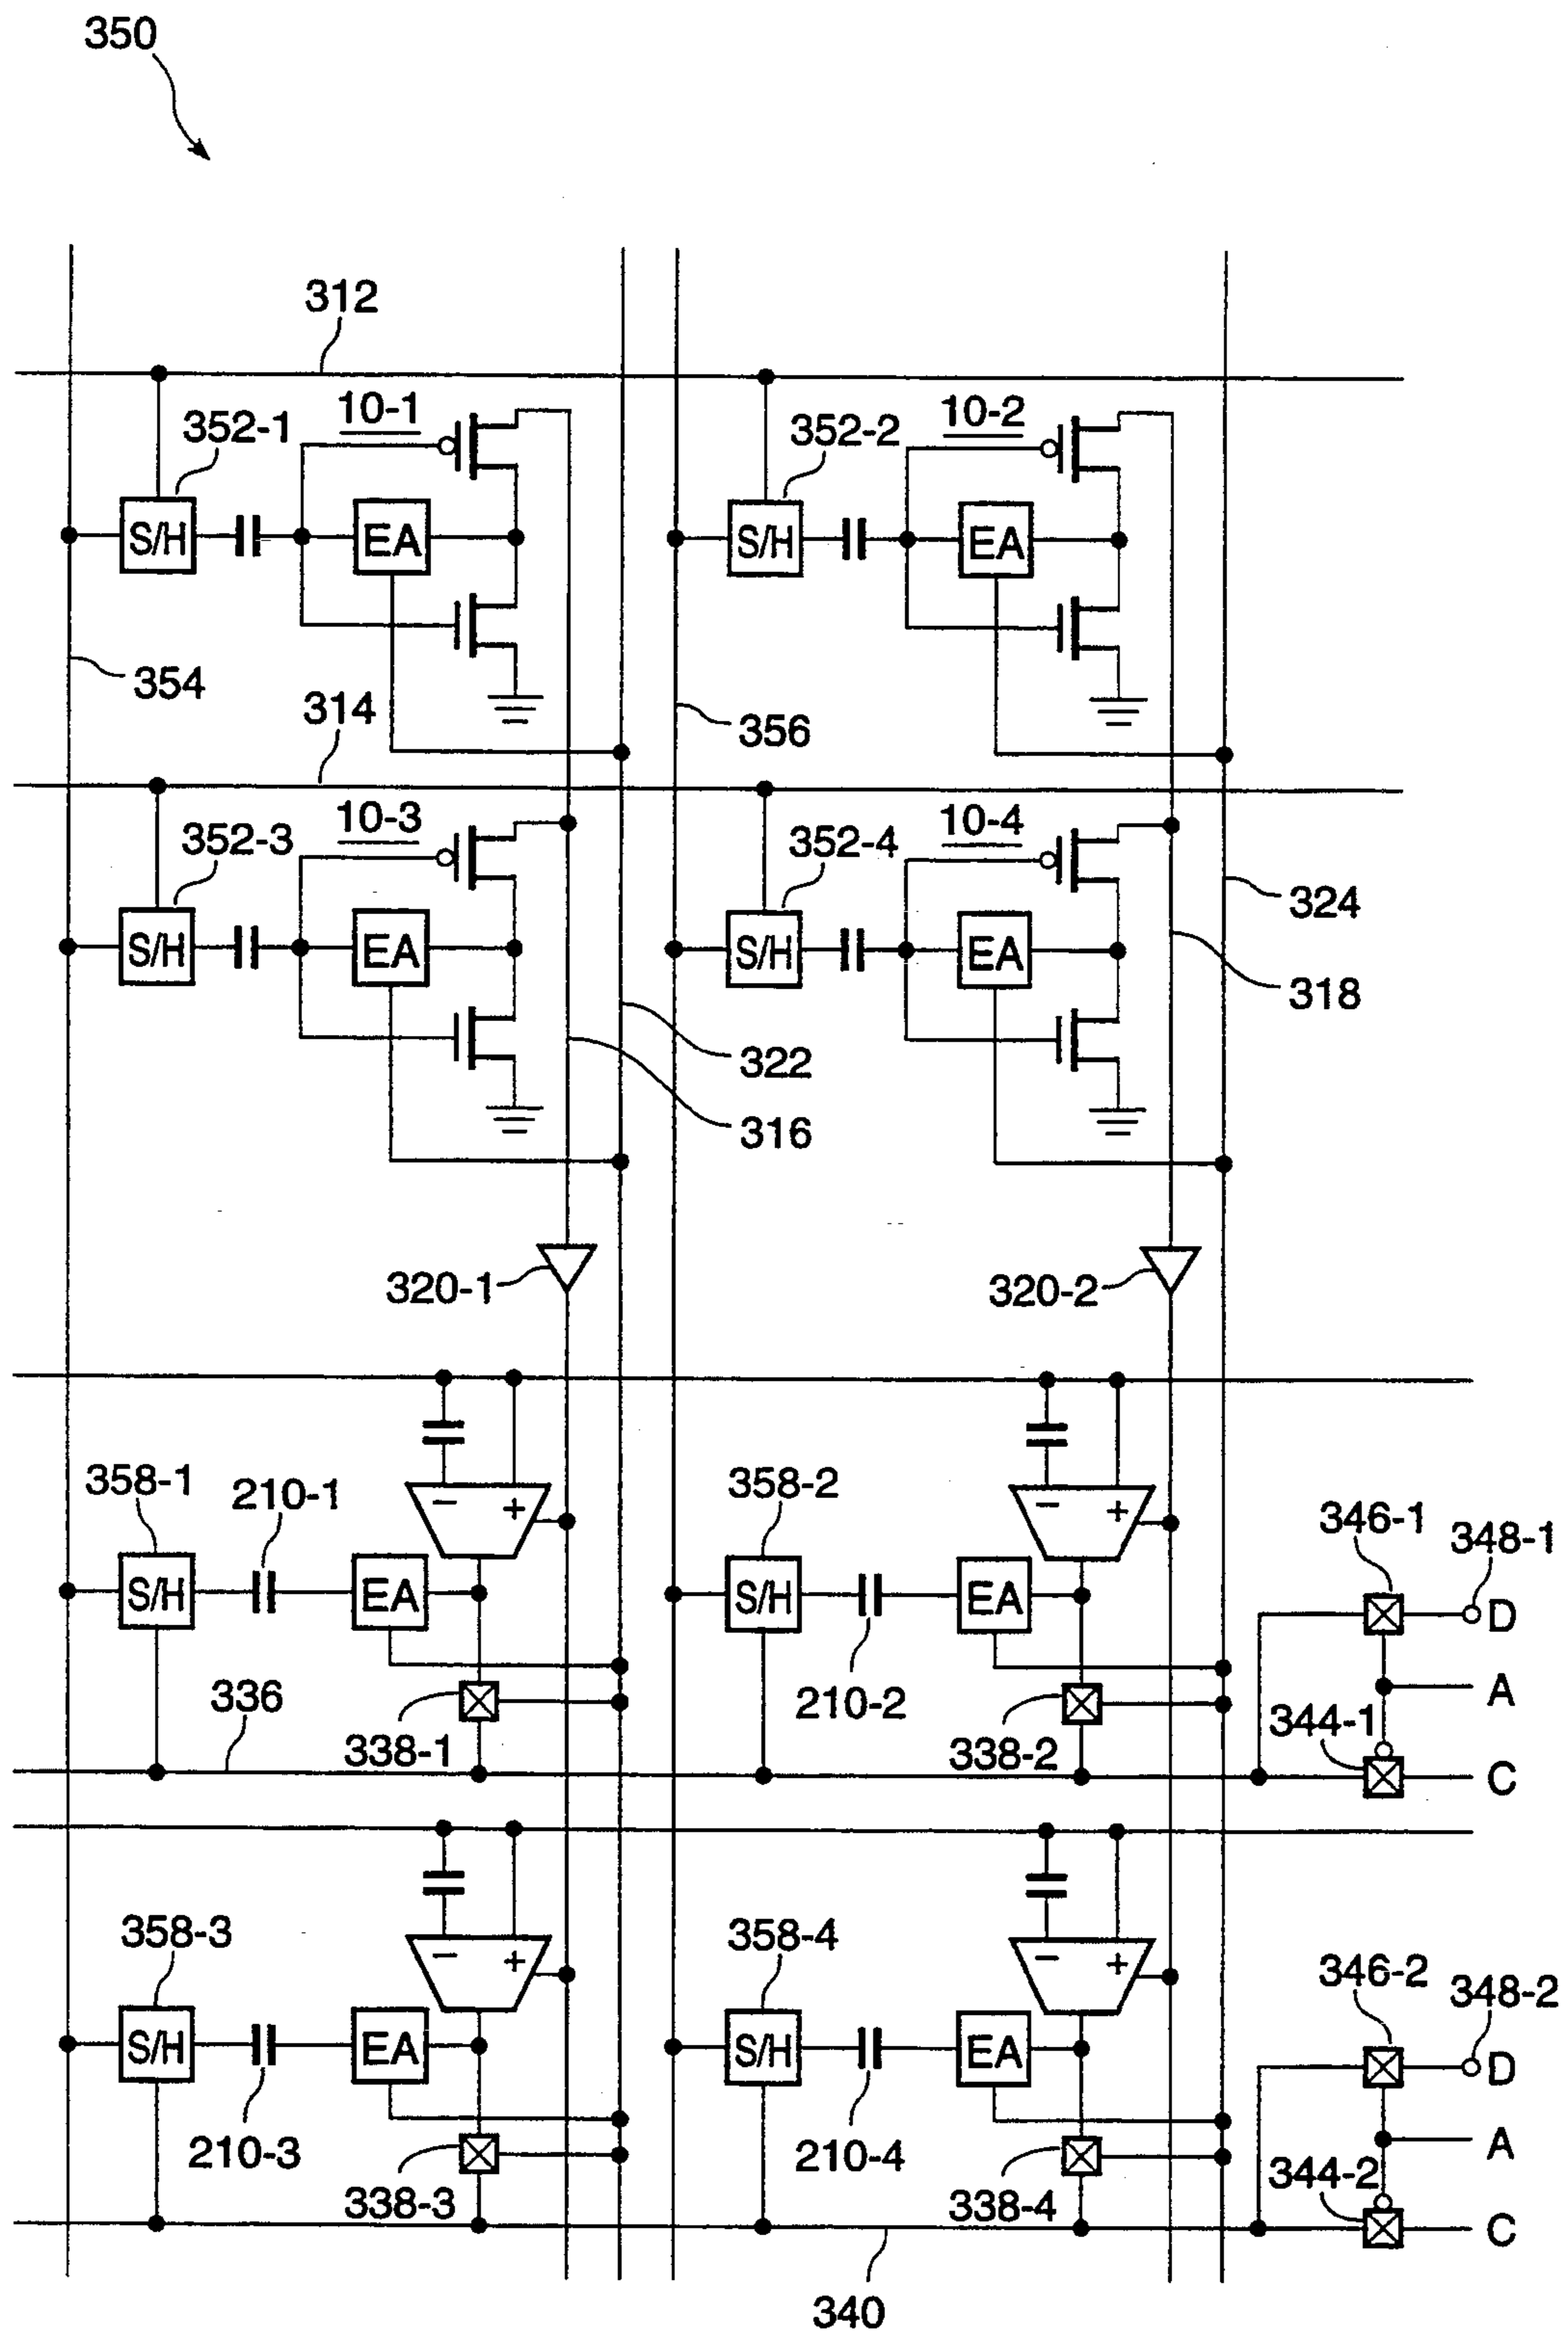 350
312
352-1
10-1
352-2
10-2
S/H
EA
S/H
EA
354
314
356
352-3
10-3
352-4
10-4
S/H
EA
S/H
EA
324
318
322
316
320-1
320-2
358-1
210-1
- +
358-2
- +
346-1
348-1
S/H
EA
S/H
EA
D
336
210-2
A
338-1
338-2
344-1
C
358-3
- +
358-4
- +
346-2
348-2
S/H
EA
S/H
EA
D
210-3
210-4
A
338-3
338-4
344-2
C
340